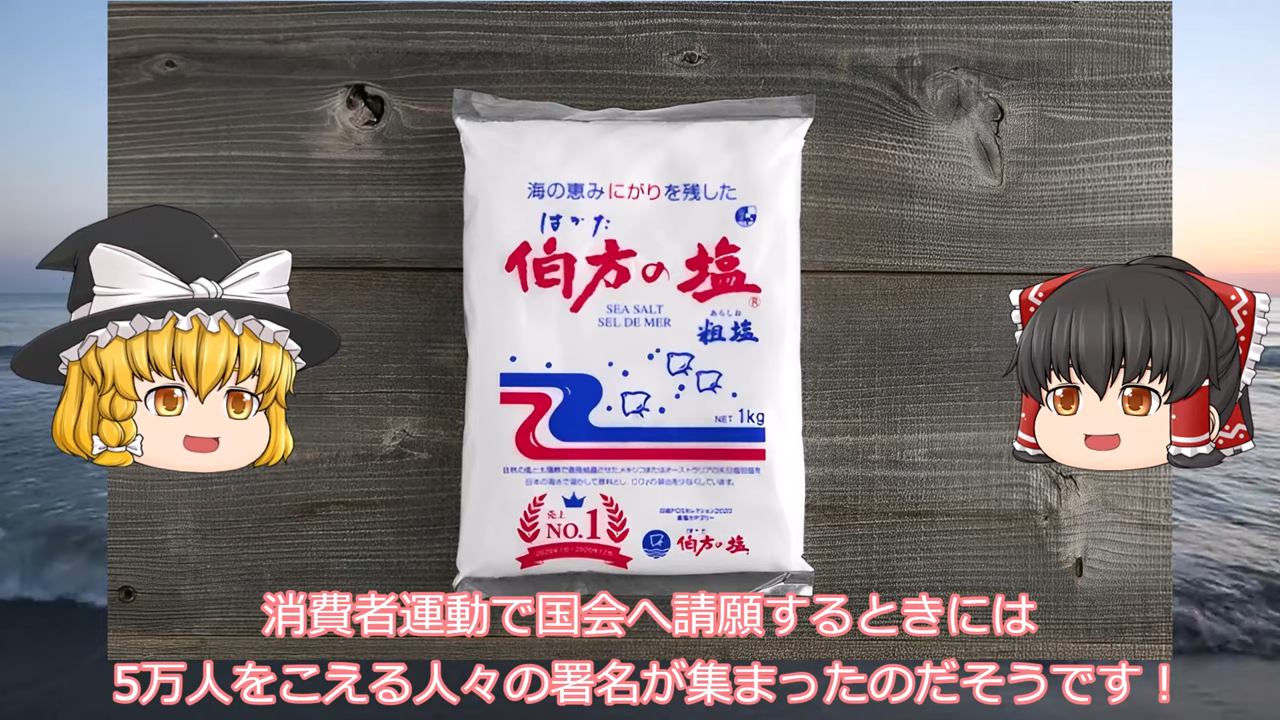 海の恵みにがりを残した
はかた
伯方の塩
®
SEA SALT
SEL DE MER
あらしお
粗塩
NET 1kg
売上
NO.1
はかた
伯方の塩
消費者運動で国会へ請願するときには
5万人をこえる人々の署名が集まったのだそうです！